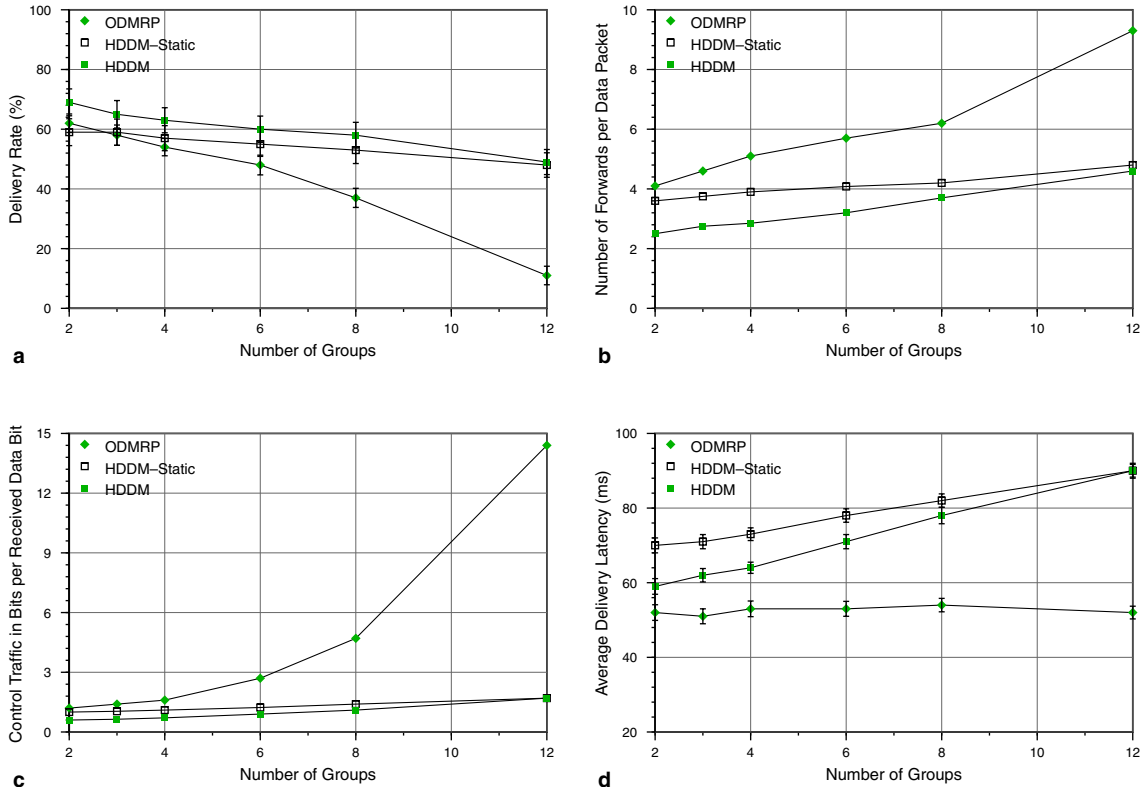 100
80
60
40
20
0
Delivery Rate (%)
ODMRP
HDDM–Static
HDDM
2 4 6 8 10 12
Number of Groups
a
10
8
6
4
2
0
Number of Forwards per Data Packet
ODMRP
HDDM–Static
HDDM
2 4 6 8 10 12
Number of Groups
b
15
12
9
6
3
0
Control Traffic in Bits per Received Data Bit
ODMRP
HDDM–Static
HDDM
2 4 6 8 10 12
Number of Groups
c
100
80
60
40
20
Average Delivery Latency (ms)
ODMRP
HDDM–Static
HDDM
2 4 6 8 10 12
Number of Groups
d